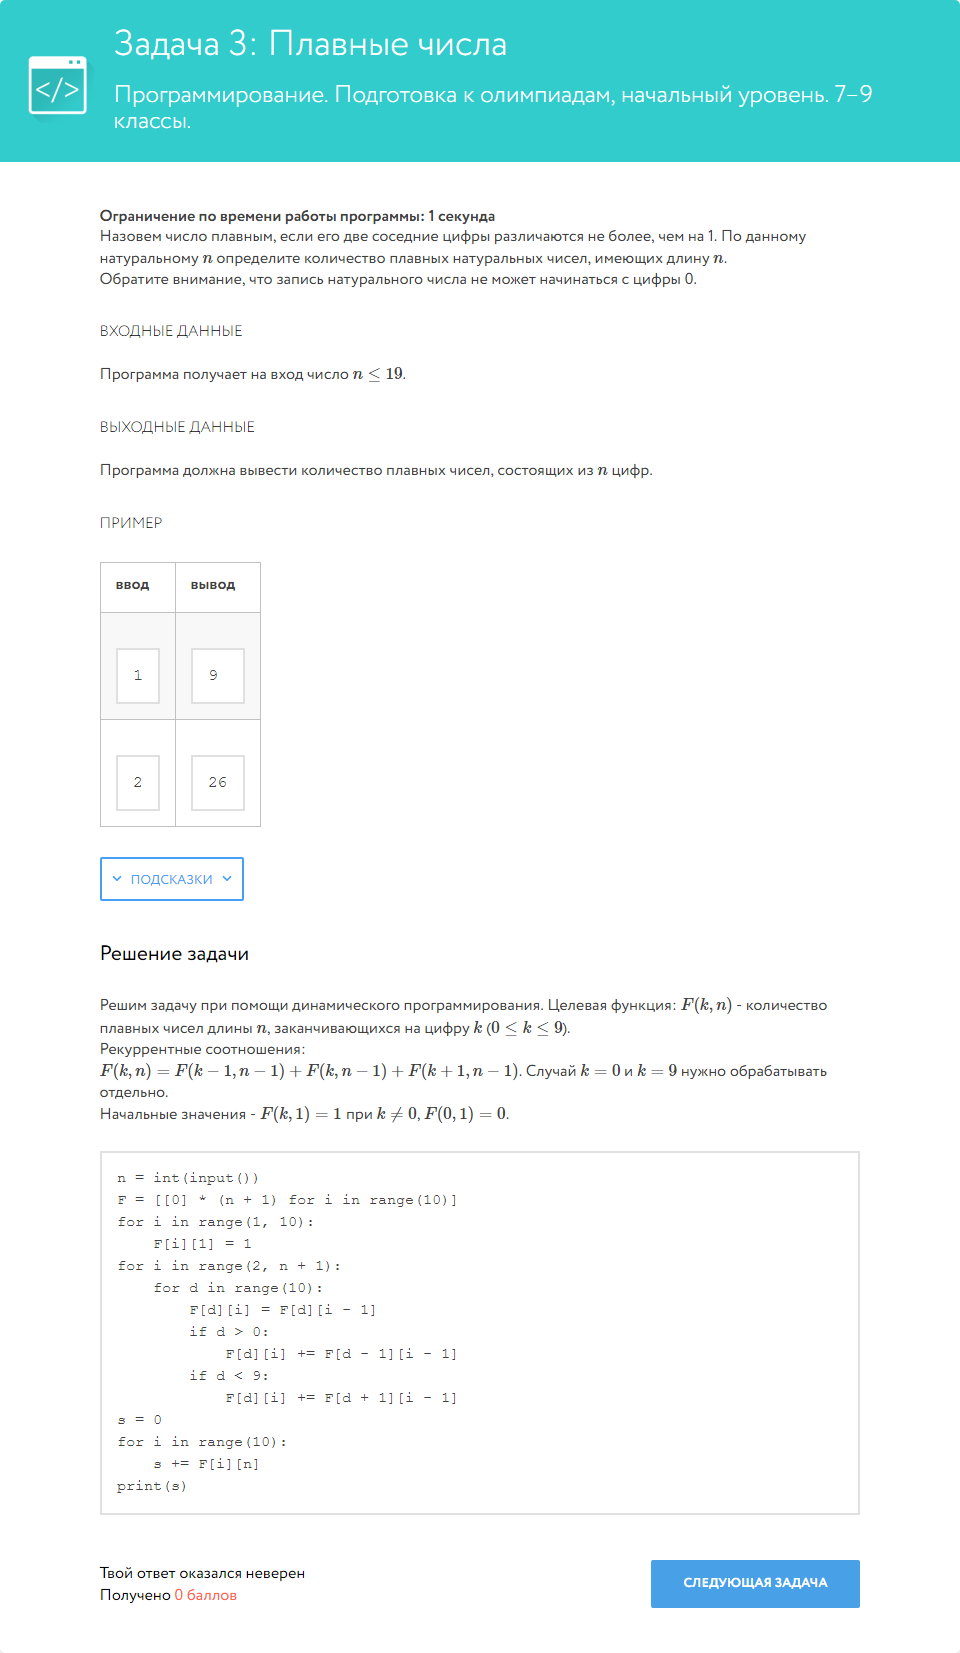 </>
Задача 3: Плавные числа
Программирование. Подготовка к олимпиадам, начальный уровень. 7–9
классы.
Ограничение по времени работы программы: 1 секунда
Назовем число плавным, если его две соседние цифры различаются не более, чем на 1. По данному
натуральному n определите количество плавных натуральных чисел, имеющих длину n.
Обратите внимание, что запись натурального числа не может начинаться с цифры 0.
ВХОДНЫЕ ДАННЫЕ
Программа получает на вход число n ≤ 19.
ВЫХОДНЫЕ ДАННЫЕ
Программа должна вывести количество плавных чисел, состоящих из n цифр.
ПРИМЕР
ввод вывод
1 9
2 26
ПОДСКАЗКИ
Решение задачи
Решим задачу при помощи динамического программирования. Целевая функция: F(k, n) - количество
плавных чисел длины n, заканчивающихся на цифру k (0 ≤ k ≤ 9).
Рекуррентные соотношения:
F(k, n) = F(k − 1, n − 1) + F(k, n − 1) + F(k + 1, n − 1). Случай k = 0 и k = 9 нужно обрабатывать
отдельно.
Начальные значения - F(k, 1) = 1 при k ≠ 0, F(0, 1) = 0.
n = int(input())
F = [[0] * (n + 1) for i in range(10)]
for i in range(1, 10):
    F[i][1] = 1
for i in range(2, n + 1):
    for d in range(10):
        F[d][i] = F[d][i - 1]
        if d > 0:
            F[d][i] += F[d - 1][i - 1]
        if d < 9:
            F[d][i] += F[d + 1][i - 1]
s = 0
for i in range(10):
    s += F[i][n]
print(s)
Твой ответ оказался неверен
Получено 0 баллов
СЛЕДУЮЩАЯ ЗАДАЧА